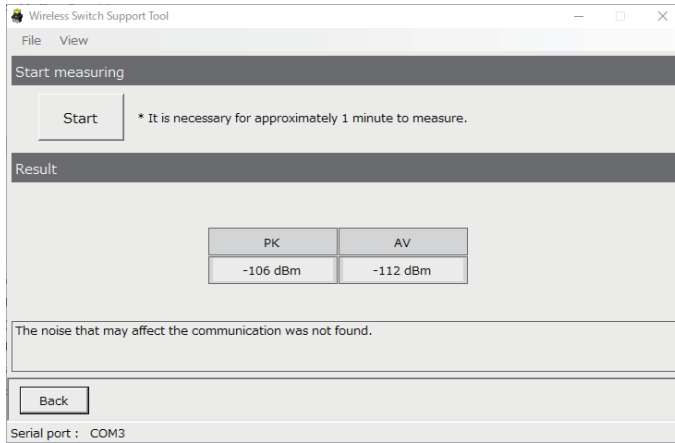 Wireless Switch Support Tool
File View
Start measuring
Start * It is necessary for approximately 1 minute to measure.
Result
PK AV
-106 dBm -112 dBm
The noise that may affect the communication was not found.
Back
Serial port : COM3